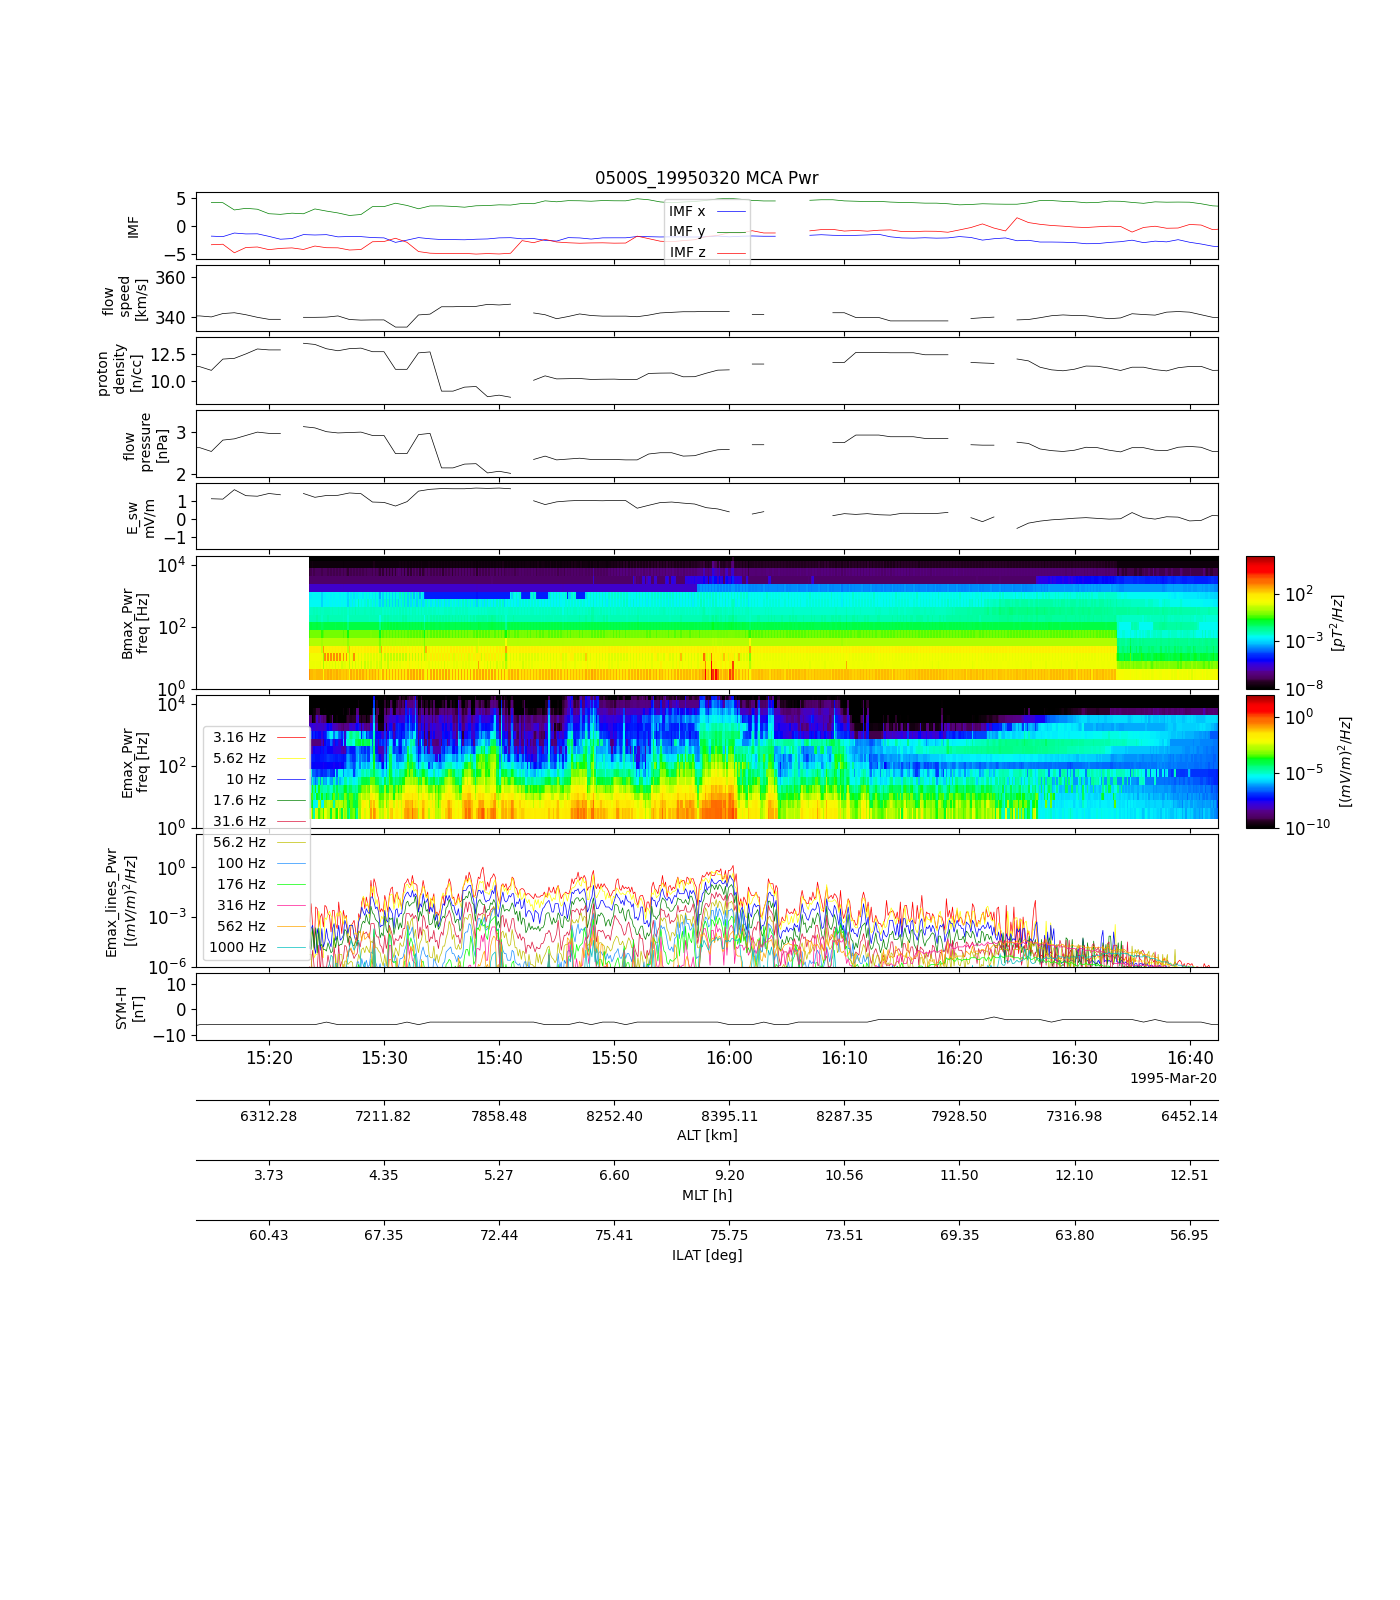 0500S_19950320 MCA Pwr
5
0
−5
IMF
IMF x
IMF y
IMF z
360
340
flow
speed
[km/s]
12.5
10.0
proton
density
[n/cc]
3
2
flow
pressure
[nPa]
1
0
−1
E_sw
mV/m
10^4
10^2
10^0
Bmax_Pwr
freq [Hz]
10^2
10^−3
10^−8
[pT^2/Hz]
10^4
10^2
10^0
Emax_Pwr
freq [Hz]
10^0
10^−5
10^−10
[(mV/m)^2/Hz]
3.16 Hz
5.62 Hz
10 Hz
17.6 Hz
31.6 Hz
56.2 Hz
100 Hz
176 Hz
316 Hz
562 Hz
1000 Hz
10^0
10^−3
10^−6
Emax_lines_Pwr
[(mV/m)^2/Hz]
10
0
−10
SYM-H
[nT]
15:20 15:30 15:40 15:50 16:00 16:10 16:20 16:30 16:40
1995-Mar-20
6312.28 7211.82 7858.48 8252.40 8395.11 8287.35 7928.50 7316.98 6452.14
ALT [km]
3.73 4.35 5.27 6.60 9.20 10.56 11.50 12.10 12.51
MLT [h]
60.43 67.35 72.44 75.41 75.75 73.51 69.35 63.80 56.95
ILAT [deg]